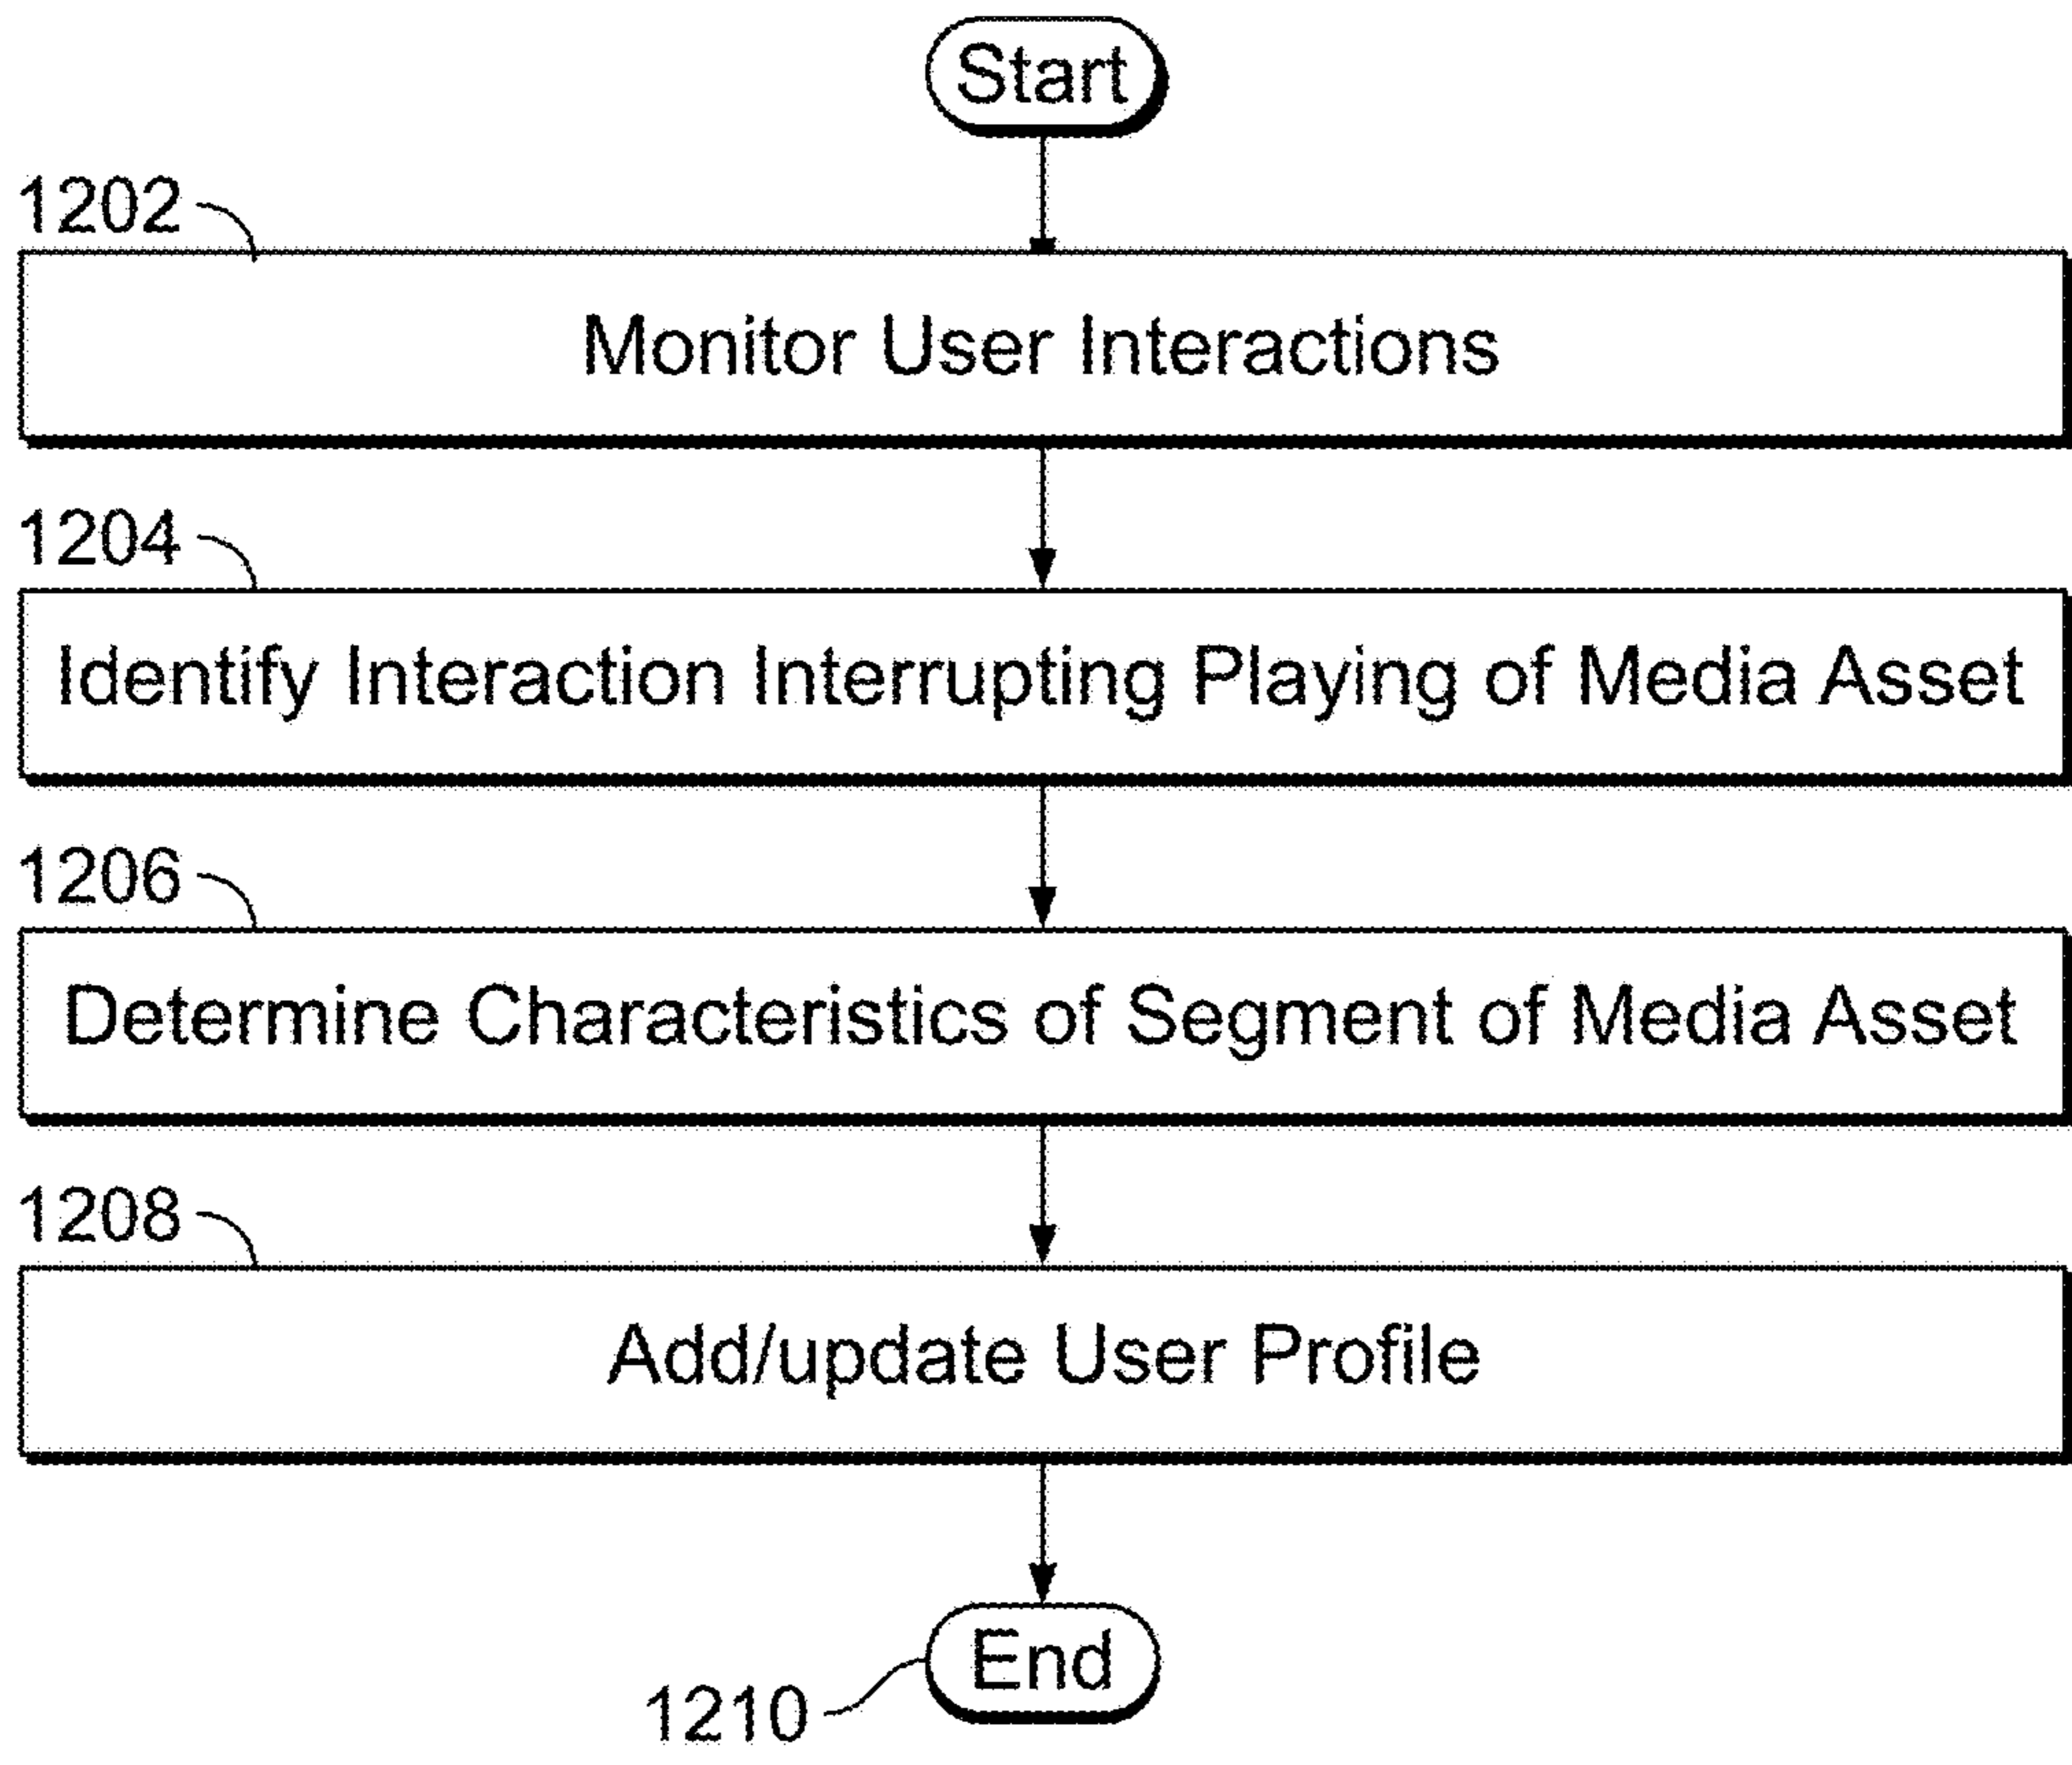 Start
1202
Monitor User Interactions
1204
Identify Interaction Interrupting Playing of Media Asset
1206
Determine Characteristics of Segment of Media Asset
1208
Add/update User Profile
End
1210